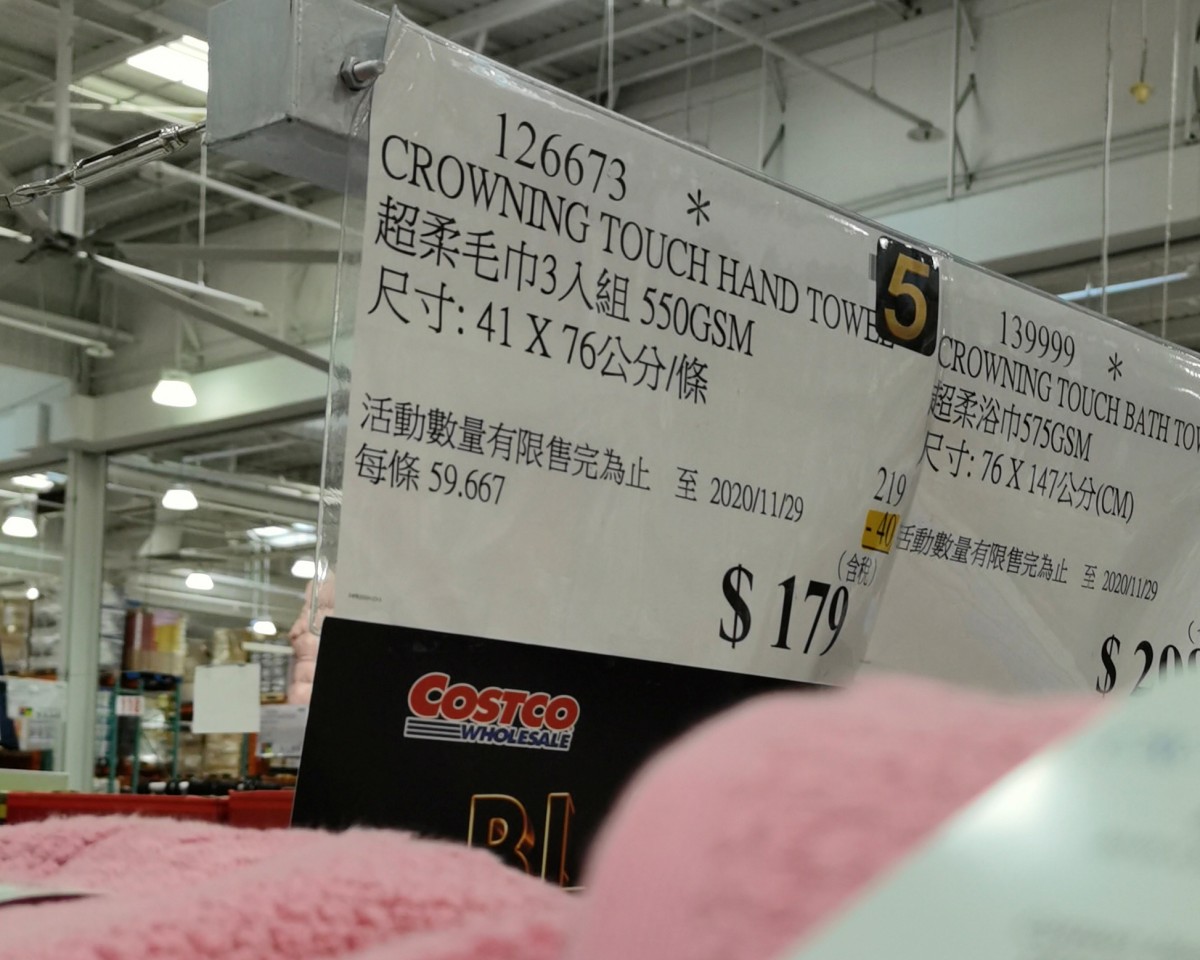 126673 *
CROWNING TOUCH HAND TOWEL
超柔毛巾3入組 550GSM
尺寸: 41 X 76公分/條
活動數量有限售完為止 至 2020/11/29
每條 59.667
219
- 40
(含稅)
$ 179
5
139999 *
CROWNING TOUCH BATH TOW
超柔浴巾575GSM
尺寸: 76 X 147公分(CM)
活動數量有限售完為止 至 2020/11/29
$ 20
COSTCO
WHOLESALE
BL